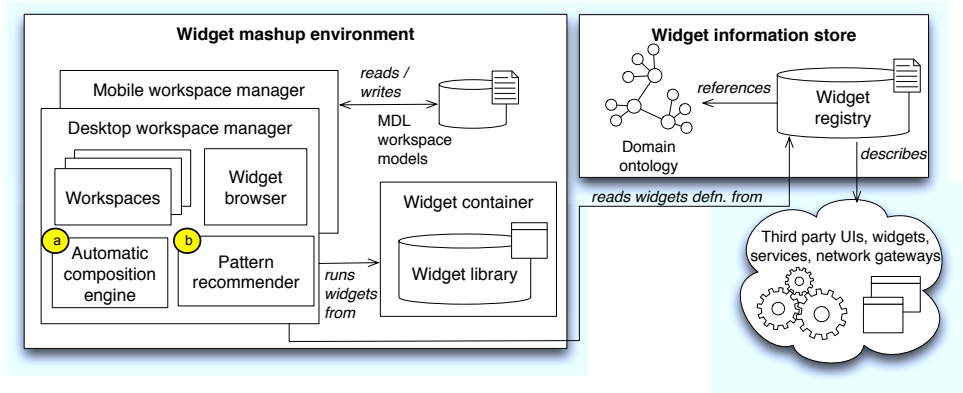 Widget mashup environment
Mobile workspace manager
Desktop workspace manager
Workspaces
Widget
browser
a
Automatic
composition
engine
b
Pattern
recommender
reads /
writes
MDL
workspace
models
runs
widgets
from
Widget container
Widget library
Widget information store
references
Domain
ontology
Widget
registry
describes
reads widgets defn. from
Third party UIs, widgets,
services, network gateways